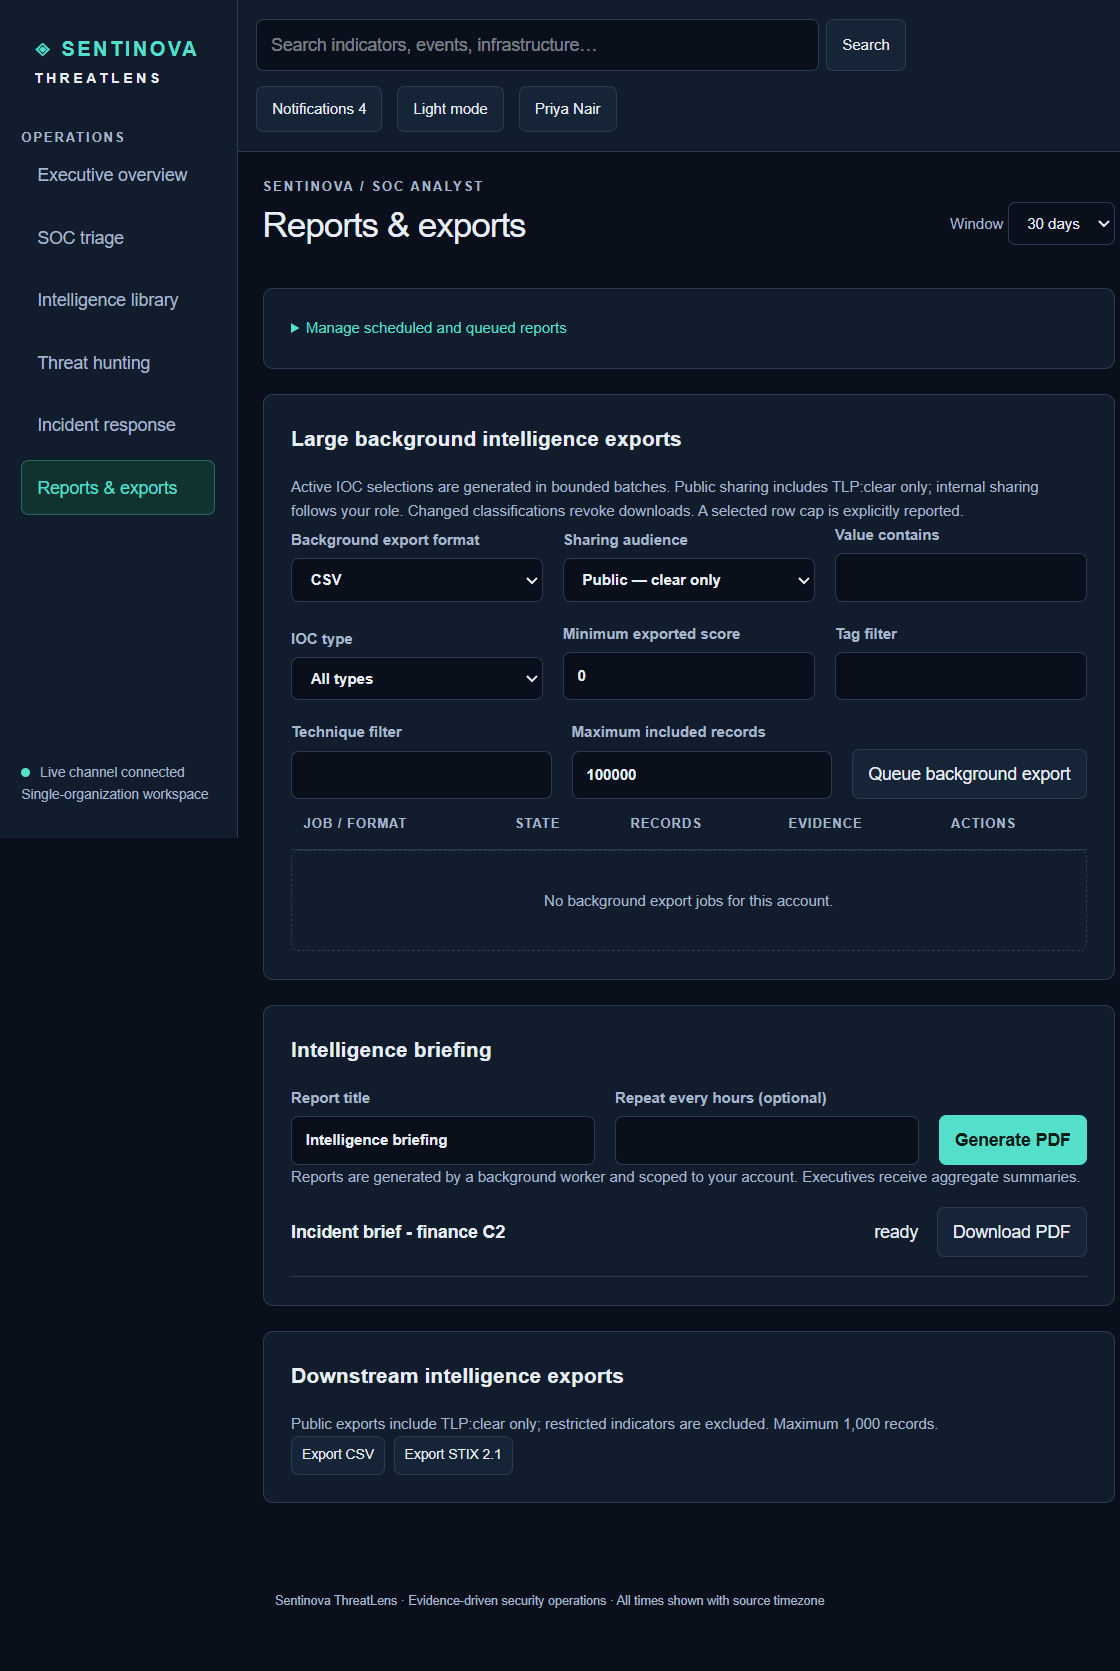 SENTINOVA
THREATLENS
OPERATIONS
Executive overview
SOC triage
Intelligence library
Threat hunting
Incident response
Reports & exports
Live channel connected
Single-organization workspace
Search indicators, events, infrastructure…
Search
Notifications 4
Light mode
Priya Nair
SENTINOVA / SOC ANALYST
Reports & exports
Window
30 days
Manage scheduled and queued reports
Large background intelligence exports
Active IOC selections are generated in bounded batches. Public sharing includes TLP:clear only; internal sharing
follows your role. Changed classifications revoke downloads. A selected row cap is explicitly reported.
Background export format
Sharing audience
Value contains
CSV
Public — clear only
IOC type
Minimum exported score
Tag filter
All types
0
Technique filter
Maximum included records
100000
Queue background export
JOB / FORMAT
STATE
RECORDS
EVIDENCE
ACTIONS
No background export jobs for this account.
Intelligence briefing
Report title
Repeat every hours (optional)
Intelligence briefing
Generate PDF
Reports are generated by a background worker and scoped to your account. Executives receive aggregate summaries.
Incident brief - finance C2
ready
Download PDF
Downstream intelligence exports
Public exports include TLP:clear only; restricted indicators are excluded. Maximum 1,000 records.
Export CSV
Export STIX 2.1
Sentinova ThreatLens · Evidence-driven security operations · All times shown with source timezone